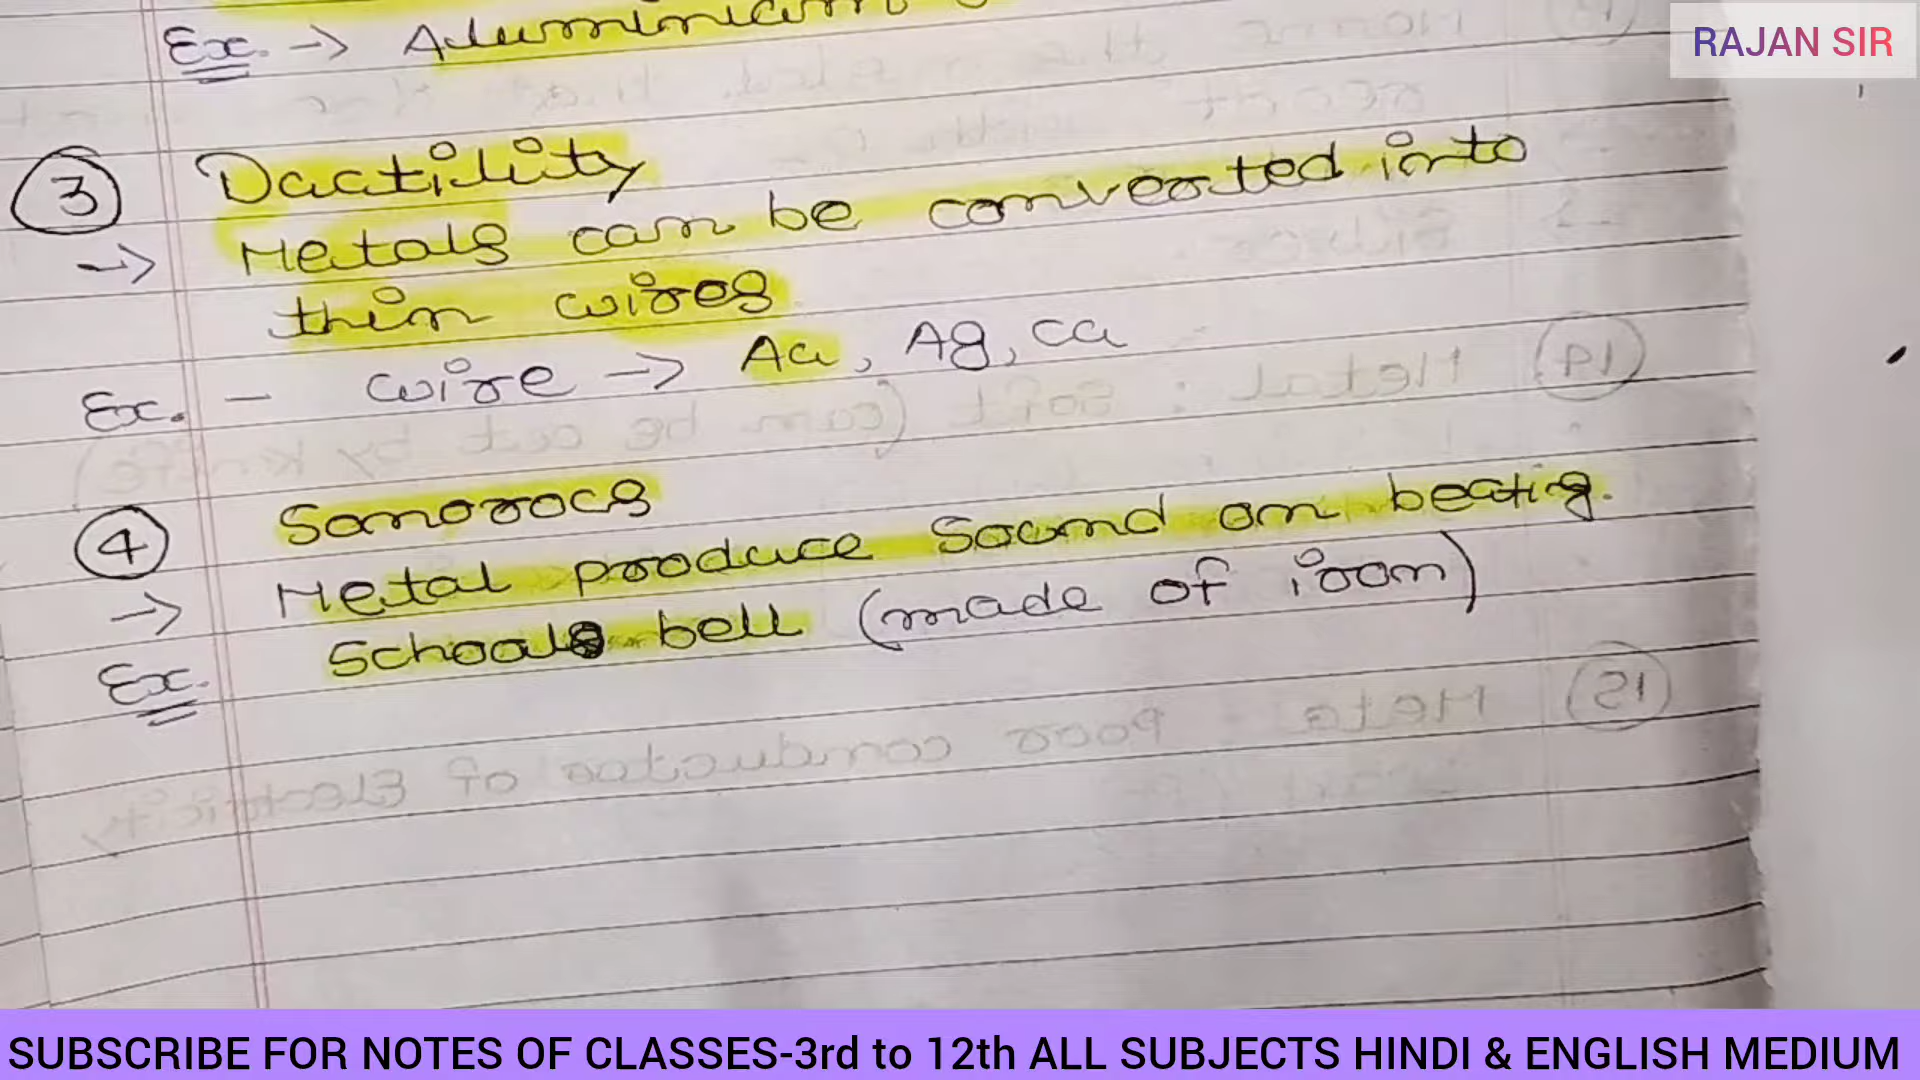 RAJAN SIR
Ex. → Aluminium
③ Ductility
→ Metals can be converted into
thin wires
Ex. - wire → Au, Ag, Cu
④ Sonorocs
→ Metal produce Sound on beating.
Ex. Schools bell (made of iron)
SUBSCRIBE FOR NOTES OF CLASSES-3rd to 12th ALL SUBJECTS HINDI & ENGLISH MEDIUM